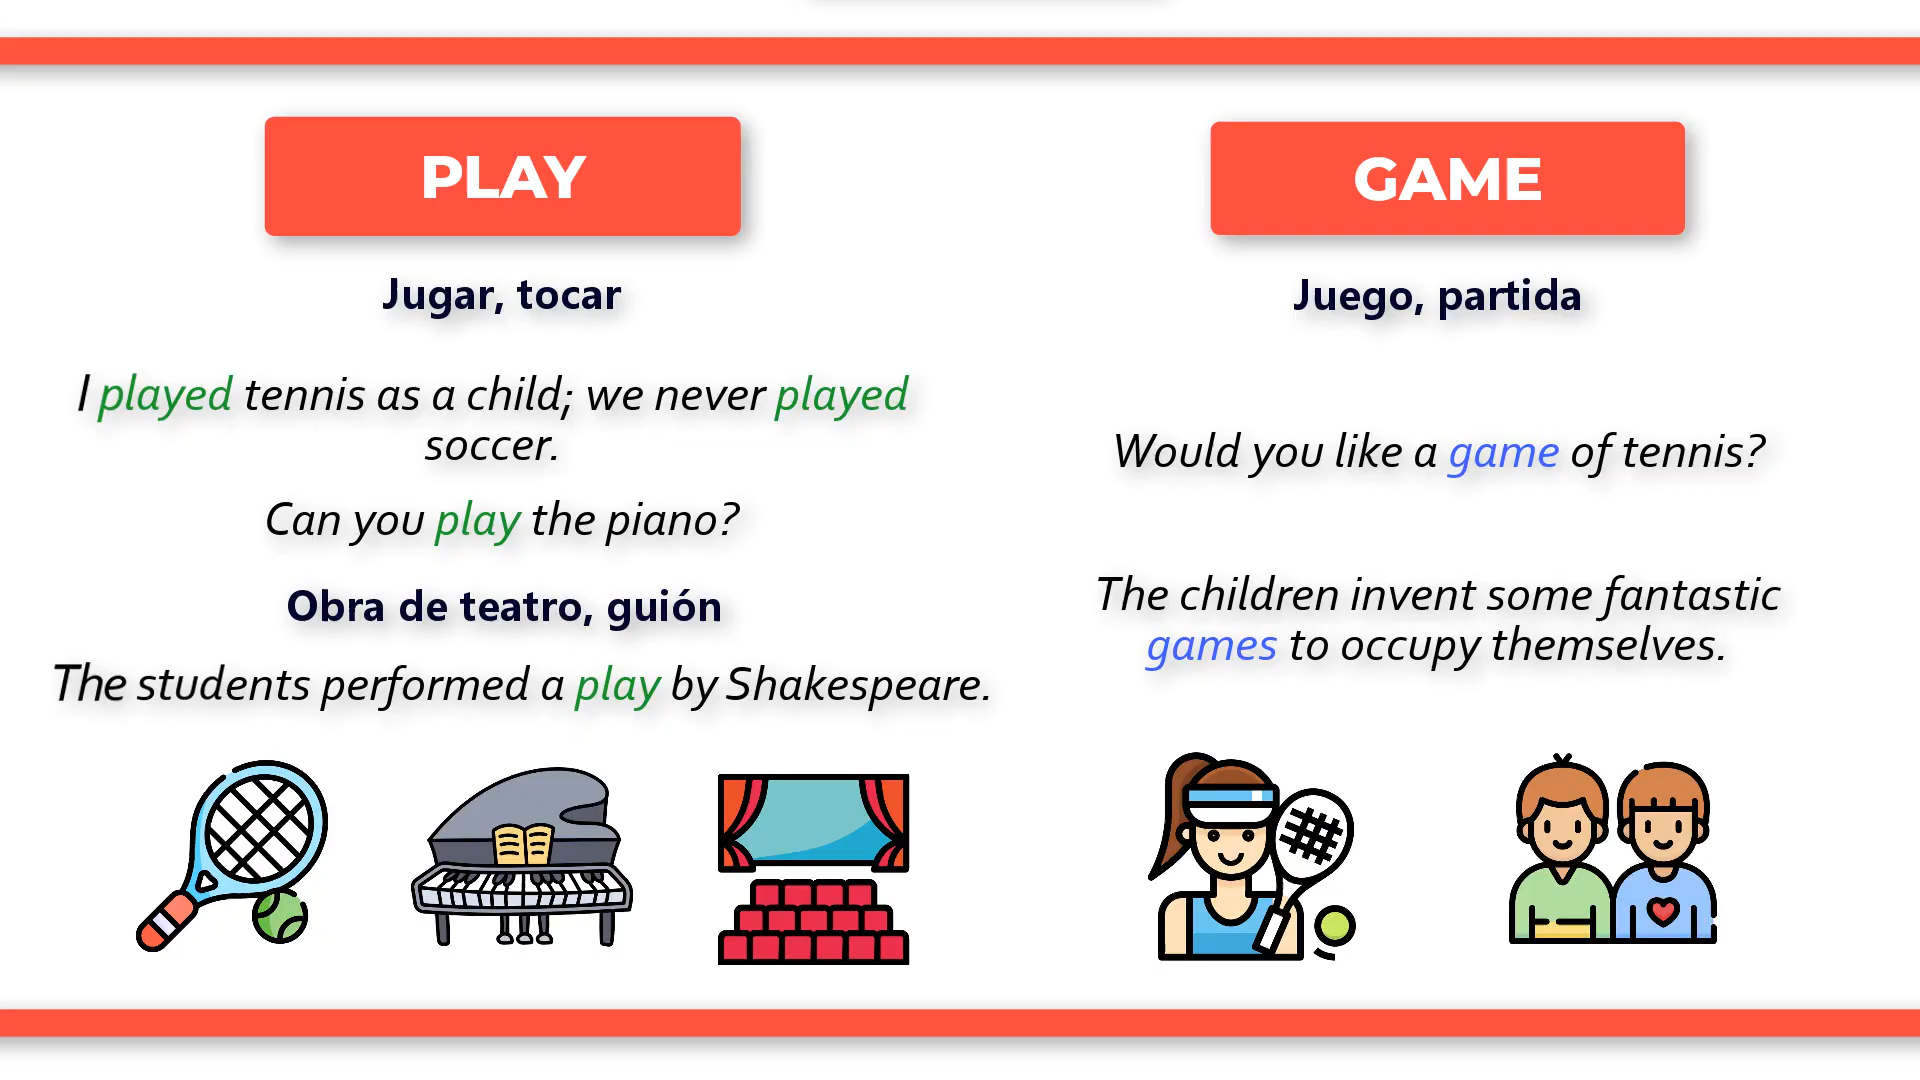 PLAY
Jugar, tocar
I played tennis as a child; we never played
soccer.
Can you play the piano?
Obra de teatro, guión
The students performed a play by Shakespeare.
GAME
Juego, partida
Would you like a game of tennis?
The children invent some fantastic
games to occupy themselves.